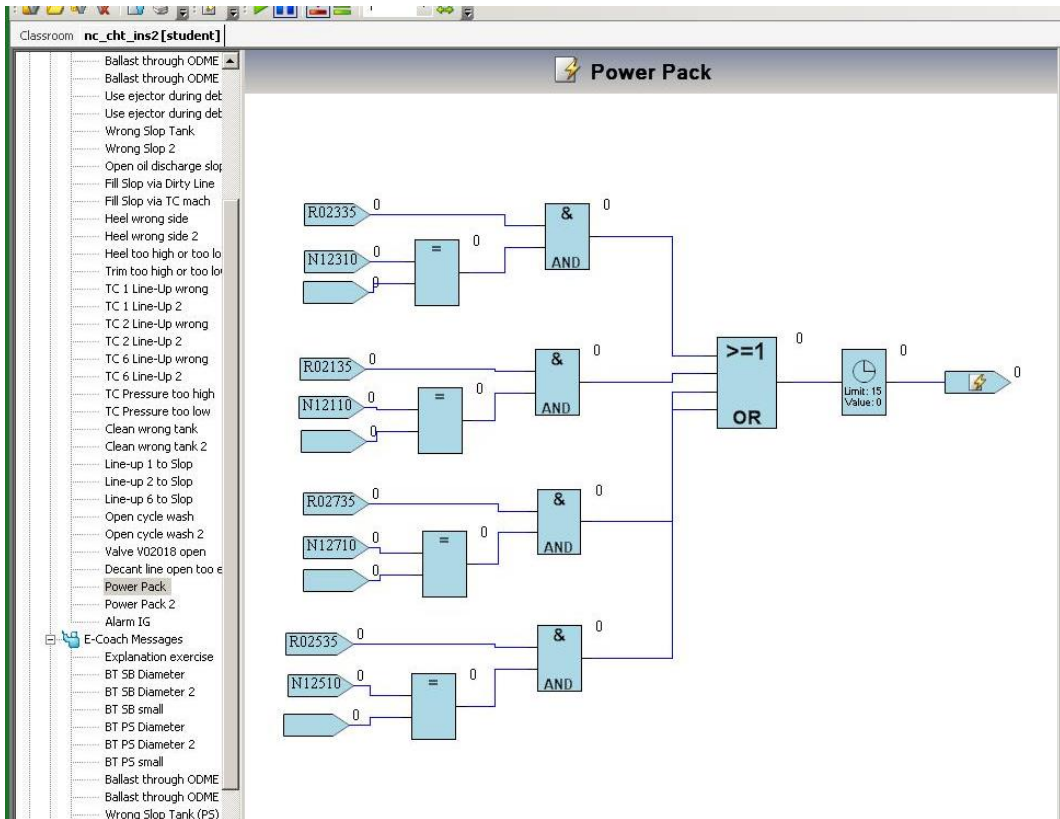 Classroom nc_cht_ins2[student]
Ballast through ODME
Ballast through ODME
Use ejector during det
Use ejector during det
Wrong Slop Tank
Wrong Slop 2
Open oil discharge slop
Fill Slop via Dirty Line
Fill Slop via TC mach
Heel wrong side
Heel wrong side 2
Heel too high or too lo
Trim too high or too lo
TC 1 Line-Up wrong
TC 1 Line-Up 2
TC 2 Line-Up wrong
TC 2 Line-Up 2
TC 6 Line-Up wrong
TC 6 Line-Up 2
TC Pressure too high
TC Pressure too low
Clean wrong tank
Clean wrong tank 2
Line-up 1 to Slop
Line-up 2 to Slop
Line-up 6 to Slop
Open cycle wash
Open cycle wash 2
Valve V02018 open
Decant line open too e
Power Pack
Power Pack 2
Alarm IG
E-Coach Messages
Explanation exercise
BT SB Diameter
BT SB Diameter 2
BT SB small
BT PS Diameter
BT PS Diameter 2
BT PS small
Ballast through ODME
Ballast through ODME
Wrong Slop Tank (PS)
Power Pack
R02335 0
& 0
AND
N12310 0
= 0
0
R02135 0
& 0
AND
N12110 0
= 0
0
>=1 0
OR
0
Limit: 15
Value: 0
0
R02735 0
& 0
AND
N12710 0
= 0
0
R02535 0
& 0
AND
N12510 0
= 0
0